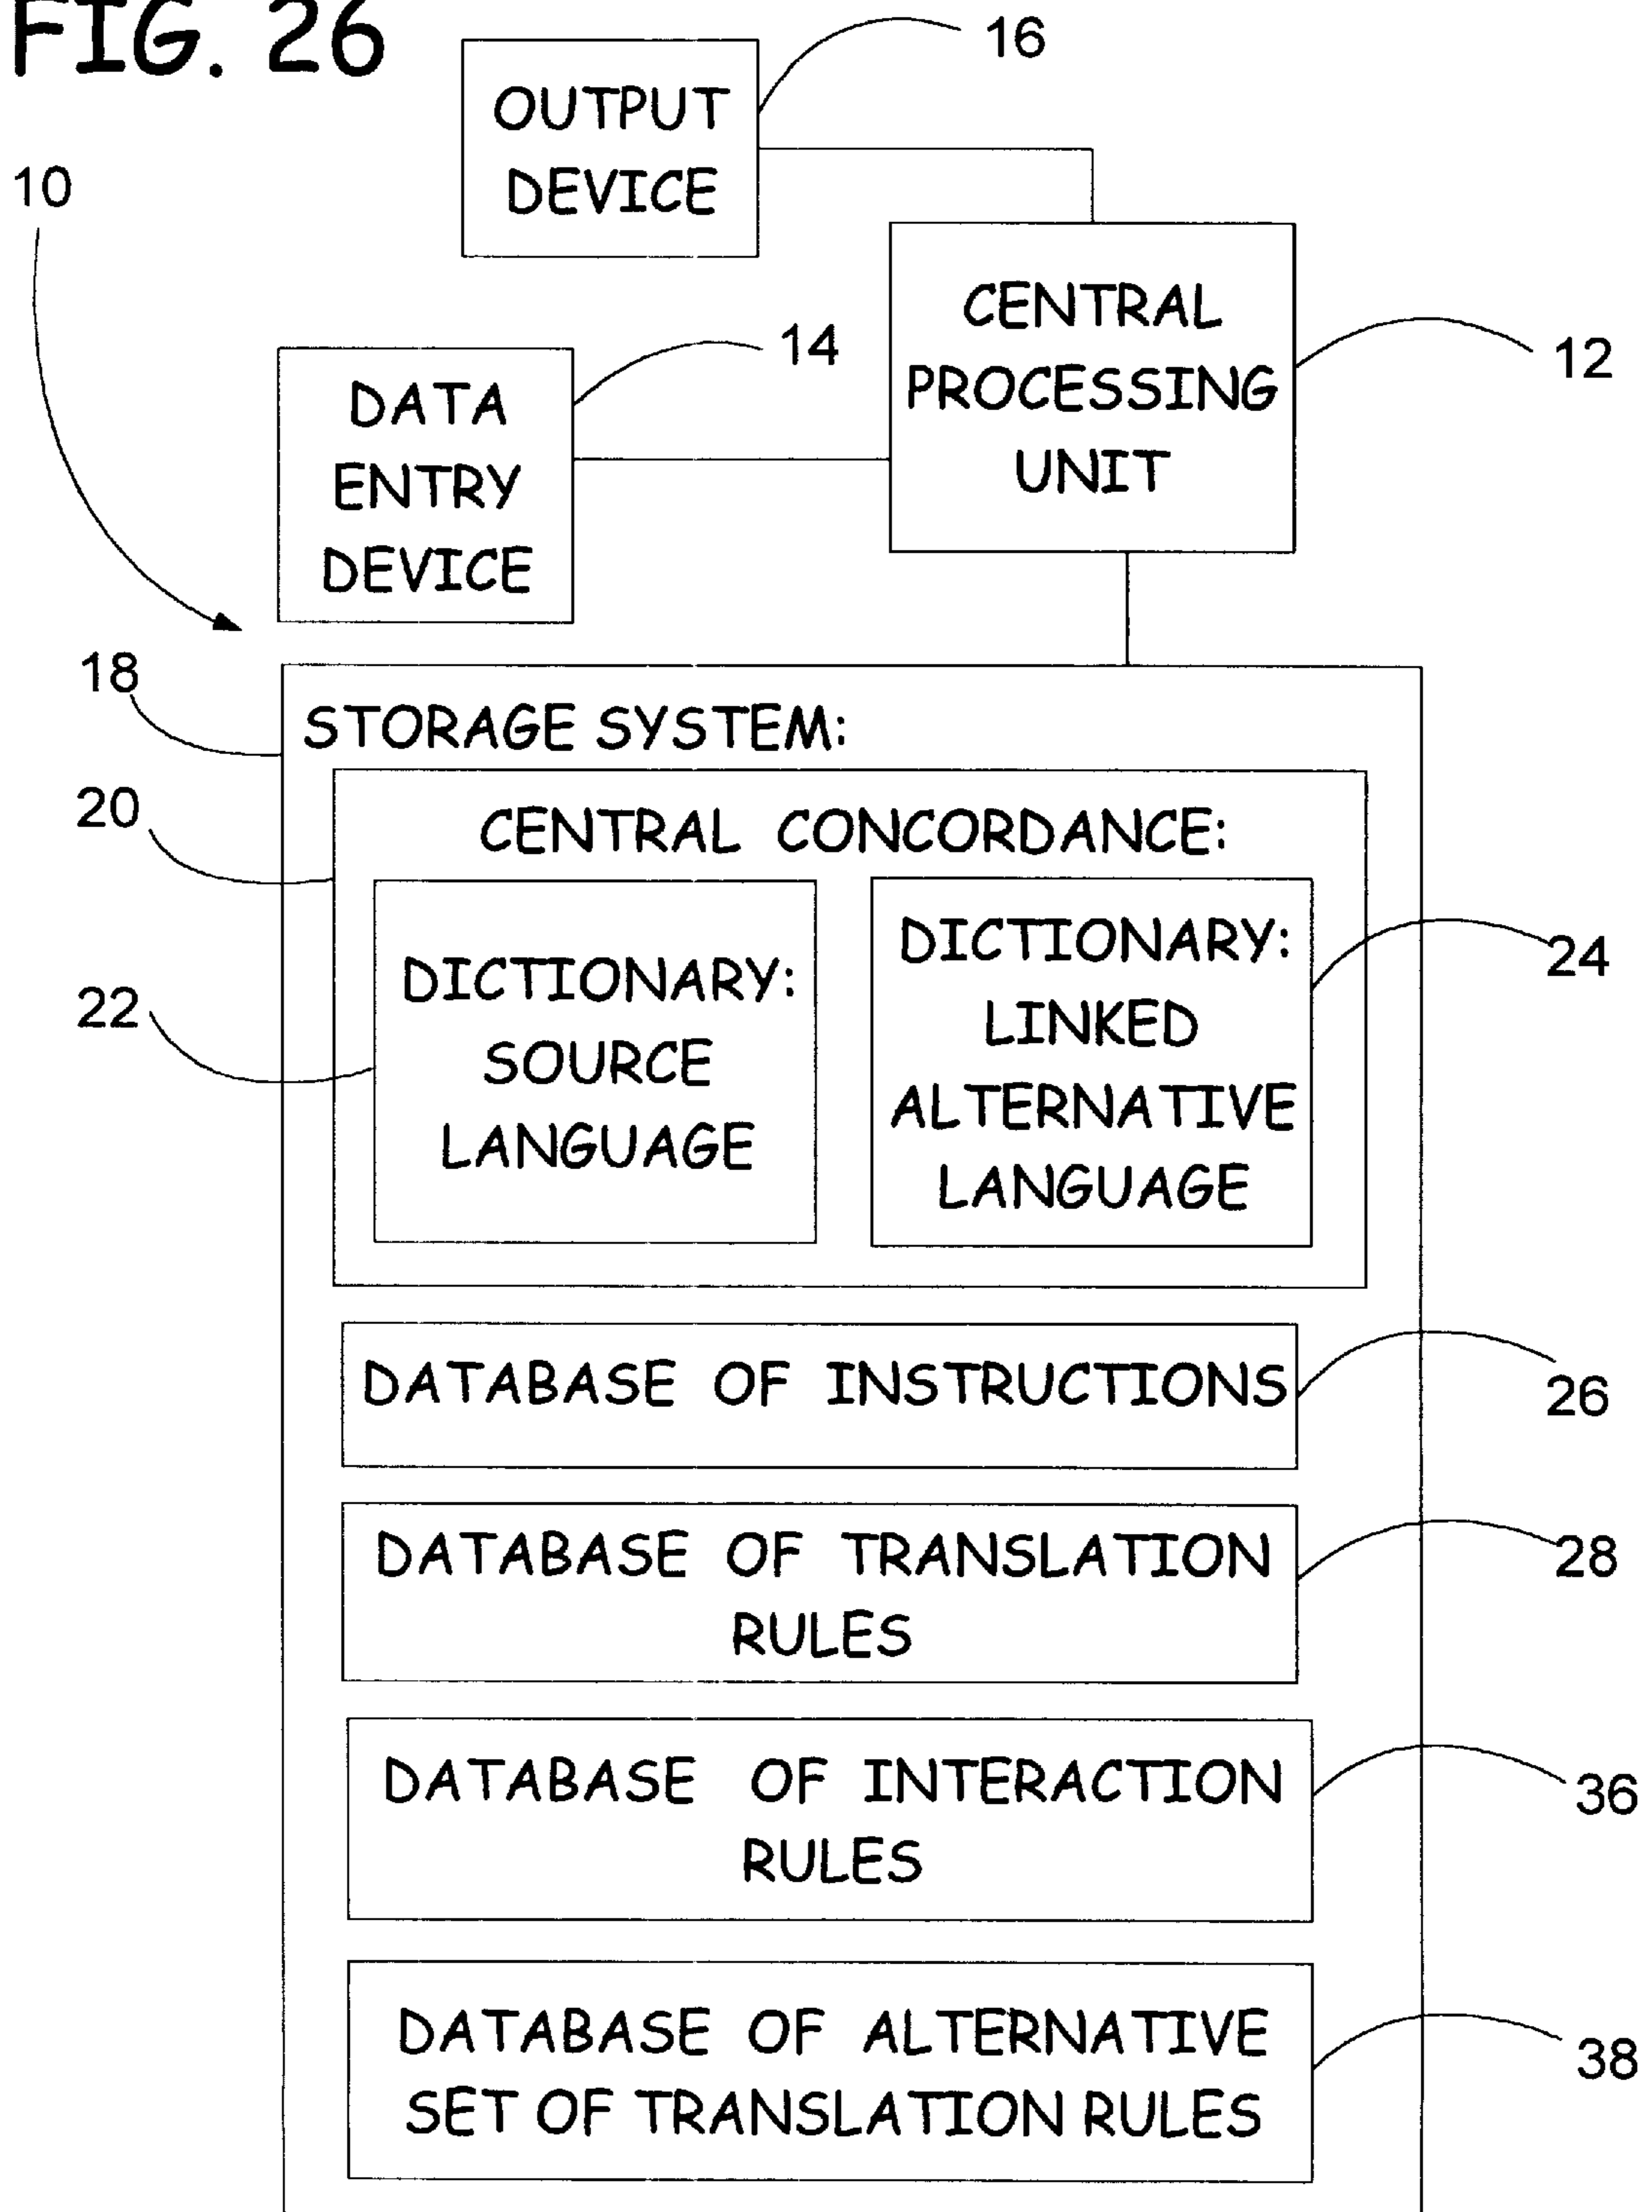 FIG. 26
16
OUTPUT
DEVICE
10
CENTRAL
PROCESSING
UNIT
12
14
DATA
ENTRY
DEVICE
18
STORAGE SYSTEM:
20
CENTRAL CONCORDANCE:
22
DICTIONARY:
SOURCE
LANGUAGE
DICTIONARY:
LINKED
ALTERNATIVE
LANGUAGE
24
DATABASE OF INSTRUCTIONS
26
DATABASE OF TRANSLATION
RULES
28
DATABASE OF INTERACTION
RULES
36
DATABASE OF ALTERNATIVE
SET OF TRANSLATION RULES
38